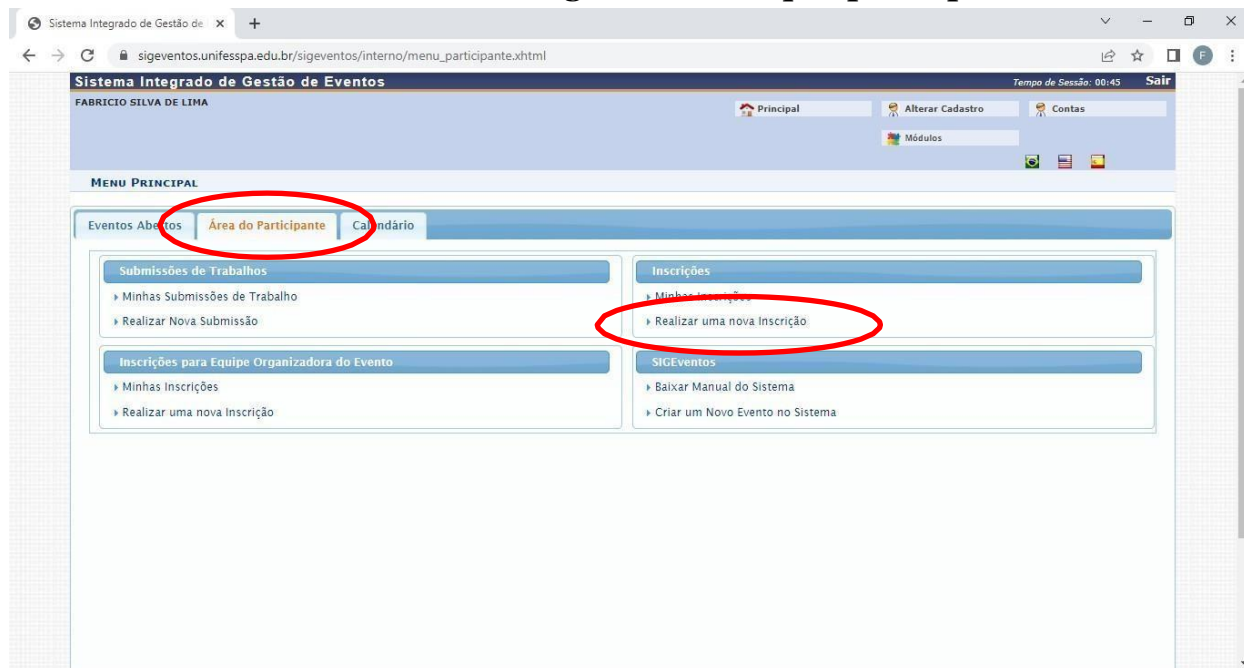 Sistema Integrado de Gestão de
sigeventos.unifesspa.edu.br/sigeventos/interno/menu_participante.xhtml
F
Sistema Integrado de Gestão de Eventos
Tempo de Sessão: 00:45 Sair
FABRICIO SILVA DE LIMA
Principal
Alterar Cadastro
Contas
Módulos
MENU PRINCIPAL
Eventos Abertos
Área do Participante
Calendário
Submissões de Trabalhos
Minhas Submissões de Trabalho
Realizar Nova Submissão
Inscrições
Minhas Inscrições
Realizar uma nova Inscrição
Inscrições para Equipe Organizadora do Evento
Minhas Inscrições
Realizar uma nova Inscrição
SIGEventos
Baixar Manual do Sistema
Criar um Novo Evento no Sistema